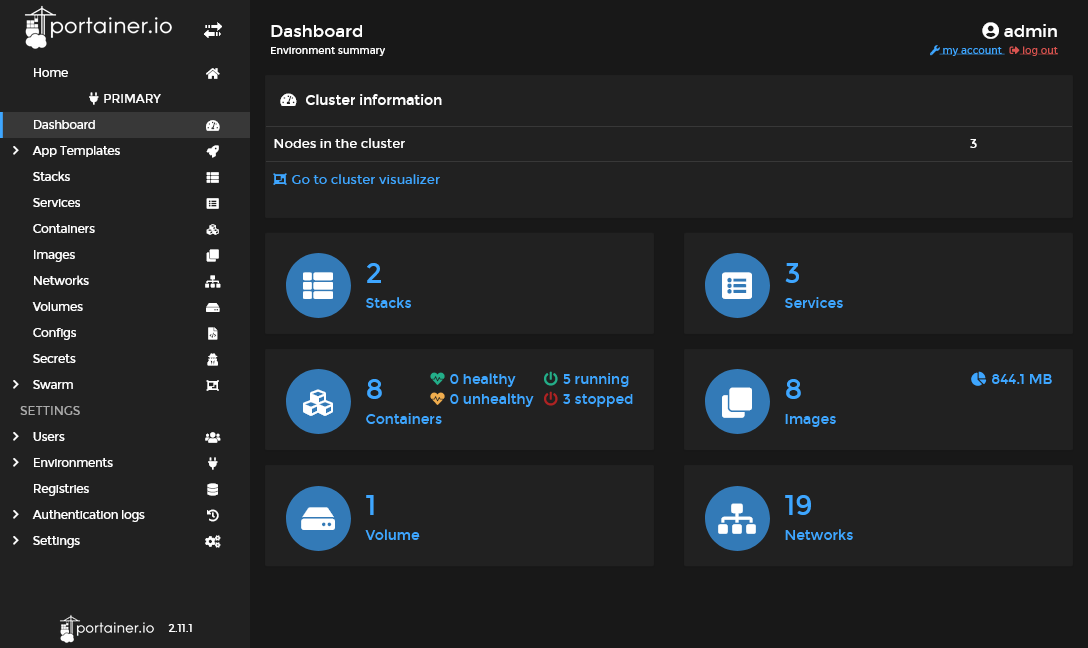 portainer.io
Home
PRIMARY
Dashboard
App Templates
Stacks
Services
Containers
Images
Networks
Volumes
Configs
Secrets
Swarm
SETTINGS
Users
Environments
Registries
Authentication logs
Settings
portainer.io 2.11.1
Dashboard
Environment summary
admin
my account log out
Cluster information
Nodes in the cluster 3
Go to cluster visualizer
2
Stacks
3
Services
8
Containers
0 healthy 5 running
0 unhealthy 3 stopped
8
Images
844.1 MB
1
Volume
19
Networks